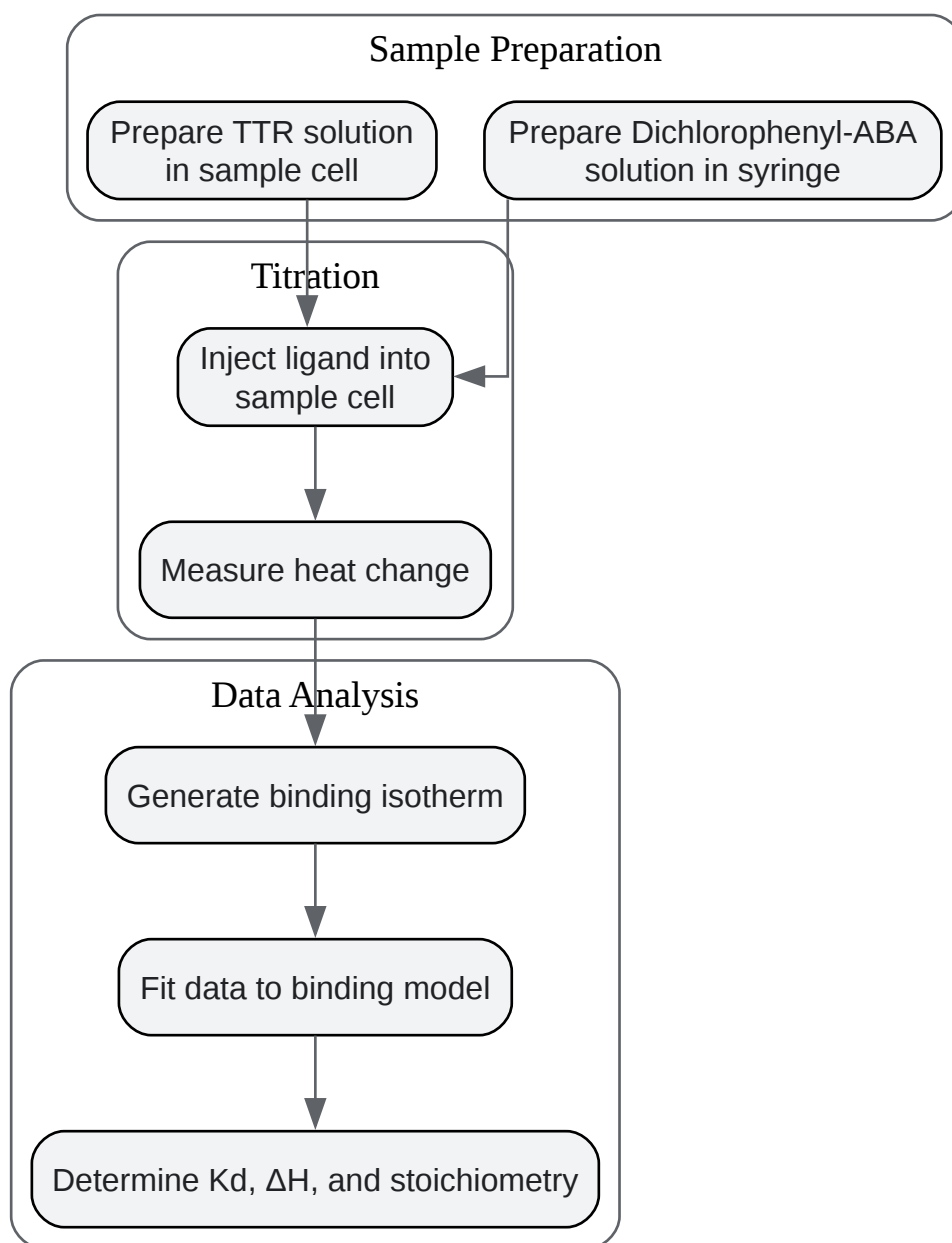 Sample Preparation
Prepare TTR solution
in sample cell
Prepare Dichlorophenyl-ABA
solution in syringe
Titration
Inject ligand into
sample cell
Measure heat change
Data Analysis
Generate binding isotherm
Fit data to binding model
Determine Kd, ΔH, and stoichiometry